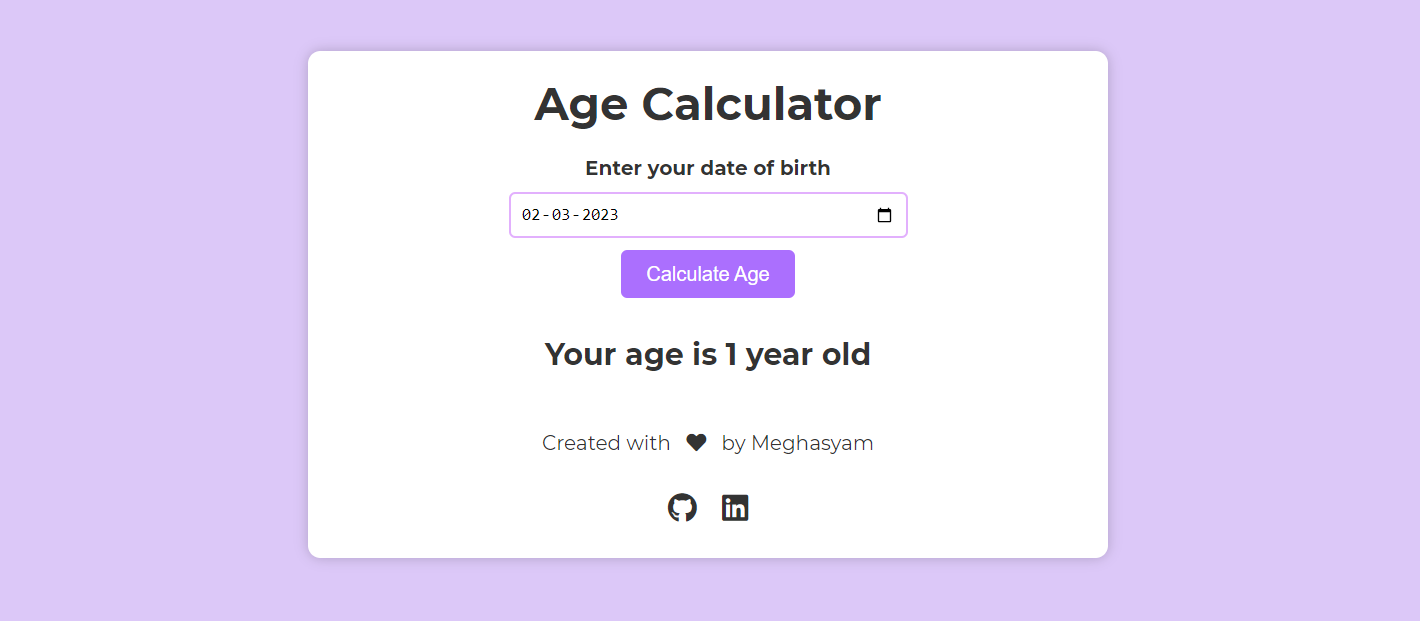 Age Calculator
Enter your date of birth
02-03-2023
Calculate Age
Your age is 1 year old
Created with by Meghasyam
in